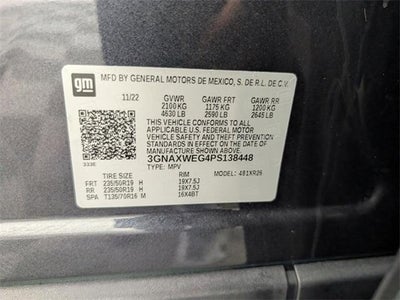 gm
MFD BY GENERAL MOTORS DE MEXICO, S. DE R.L. DE C.V.
11/22 GVWR GAWR FRT GAWR RR
2100 KG 1175 KG 1200 KG
4630 LB 2590 LB 2645 LB
THIS VEHICLE CONFORMS TO ALL
APPLICABLE U.S. FEDERAL MOTOR
VEHICLE SAFETY AND THEFT PREVENTION
STANDARDS IN EFFECT ON THE DATE OF
MANUFACTURE SHOWN ABOVE.
333E 3GNAXWEG4PS138448
TYPE: MPV MODEL: 481XR26
TIRE SIZE RIM
FRT 235/50R19 H 19X7.5J
RR 235/50R19 H 19X7.5J
SPA T135/70R16 M 16X4BT